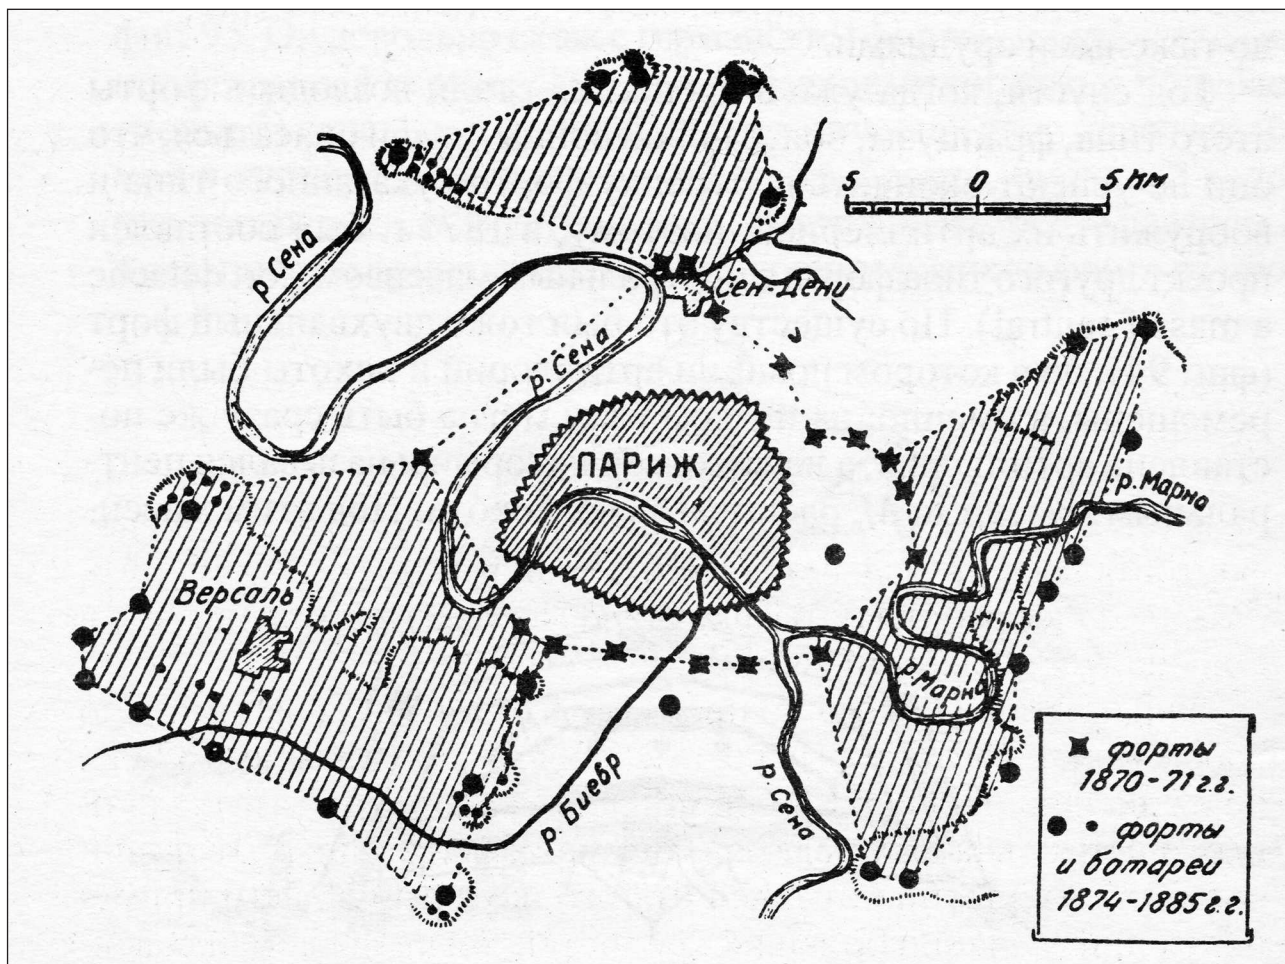 5 0 5 км
р. Сена
Сен-Дени
р. Сена
ПАРИЖ
р. Марна
Версаль
р. Марна
р. Биевр
р. Сена
форты
1870-71 г.г.
форты
и батареи
1874-1885 г.г.